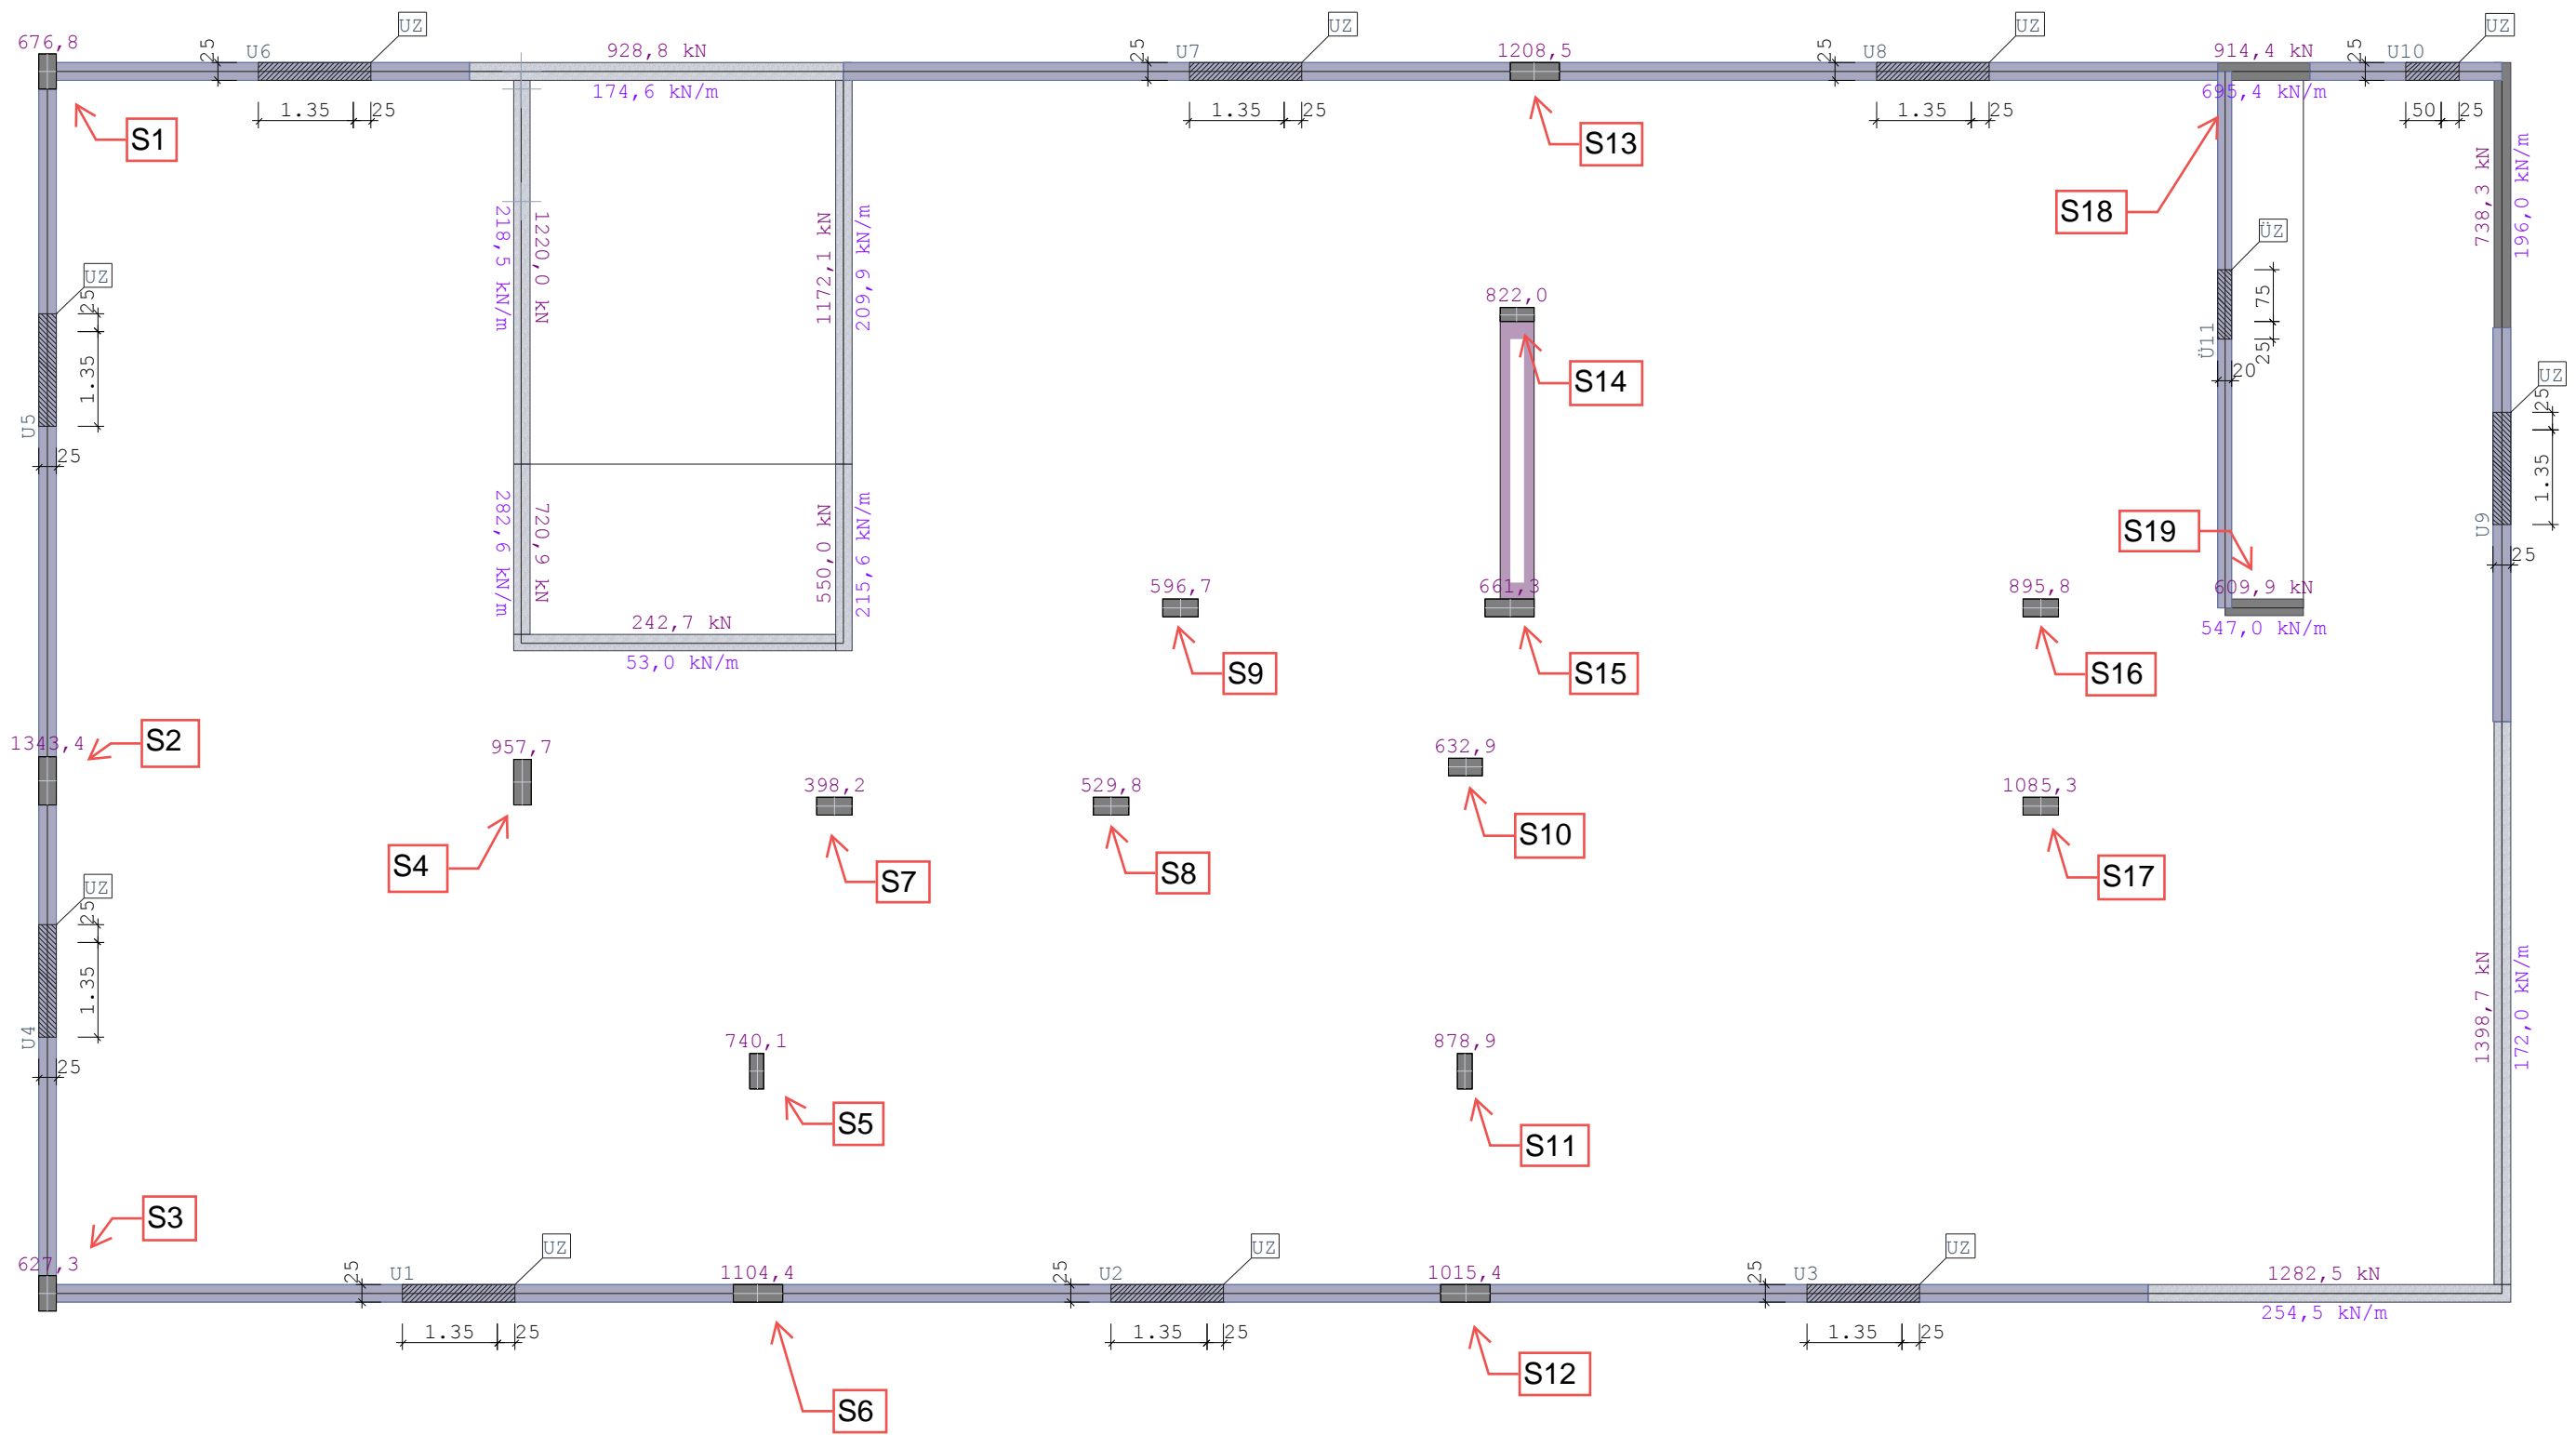 UZ
UZ
UZ
UZ
676,8
25
U6
928,8 kN
25
U7
1208,5
25
U8
914,4 kN
25
U10
174,6 kN/m
695,4 kN/m
1.35
25
1.35
25
1.35
25
50
25
S1
S13
S18
738,3 kN
196,0 kN/m
218,5 kN/m
1220,0 kN
1172,1 kN
209,9 kN/m
ÜZ
UZ
25
1.35
U5
25
822,0
75
25
Ü11
20
S14
UZ
25
1.35
U9
25
282,6 kN/m
720,9 kN
550,0 kN
215,6 kN/m
S19
596,7
661,3
895,8
609,9 kN
242,7 kN
53,0 kN/m
547,0 kN/m
S9
S15
S16
1343,4
S2
957,7
632,9
398,2
529,8
1085,3
S4
S7
S8
S10
S17
UZ
25
1.35
U4
25
1398,7 kN
172,0 kN/m
740,1
878,9
S5
S11
S3
627,3
UZ
UZ
UZ
25
U1
1104,4
25
U2
1015,4
25
U3
1282,5 kN
254,5 kN/m
1.35
25
1.35
25
1.35
25
S6
S12